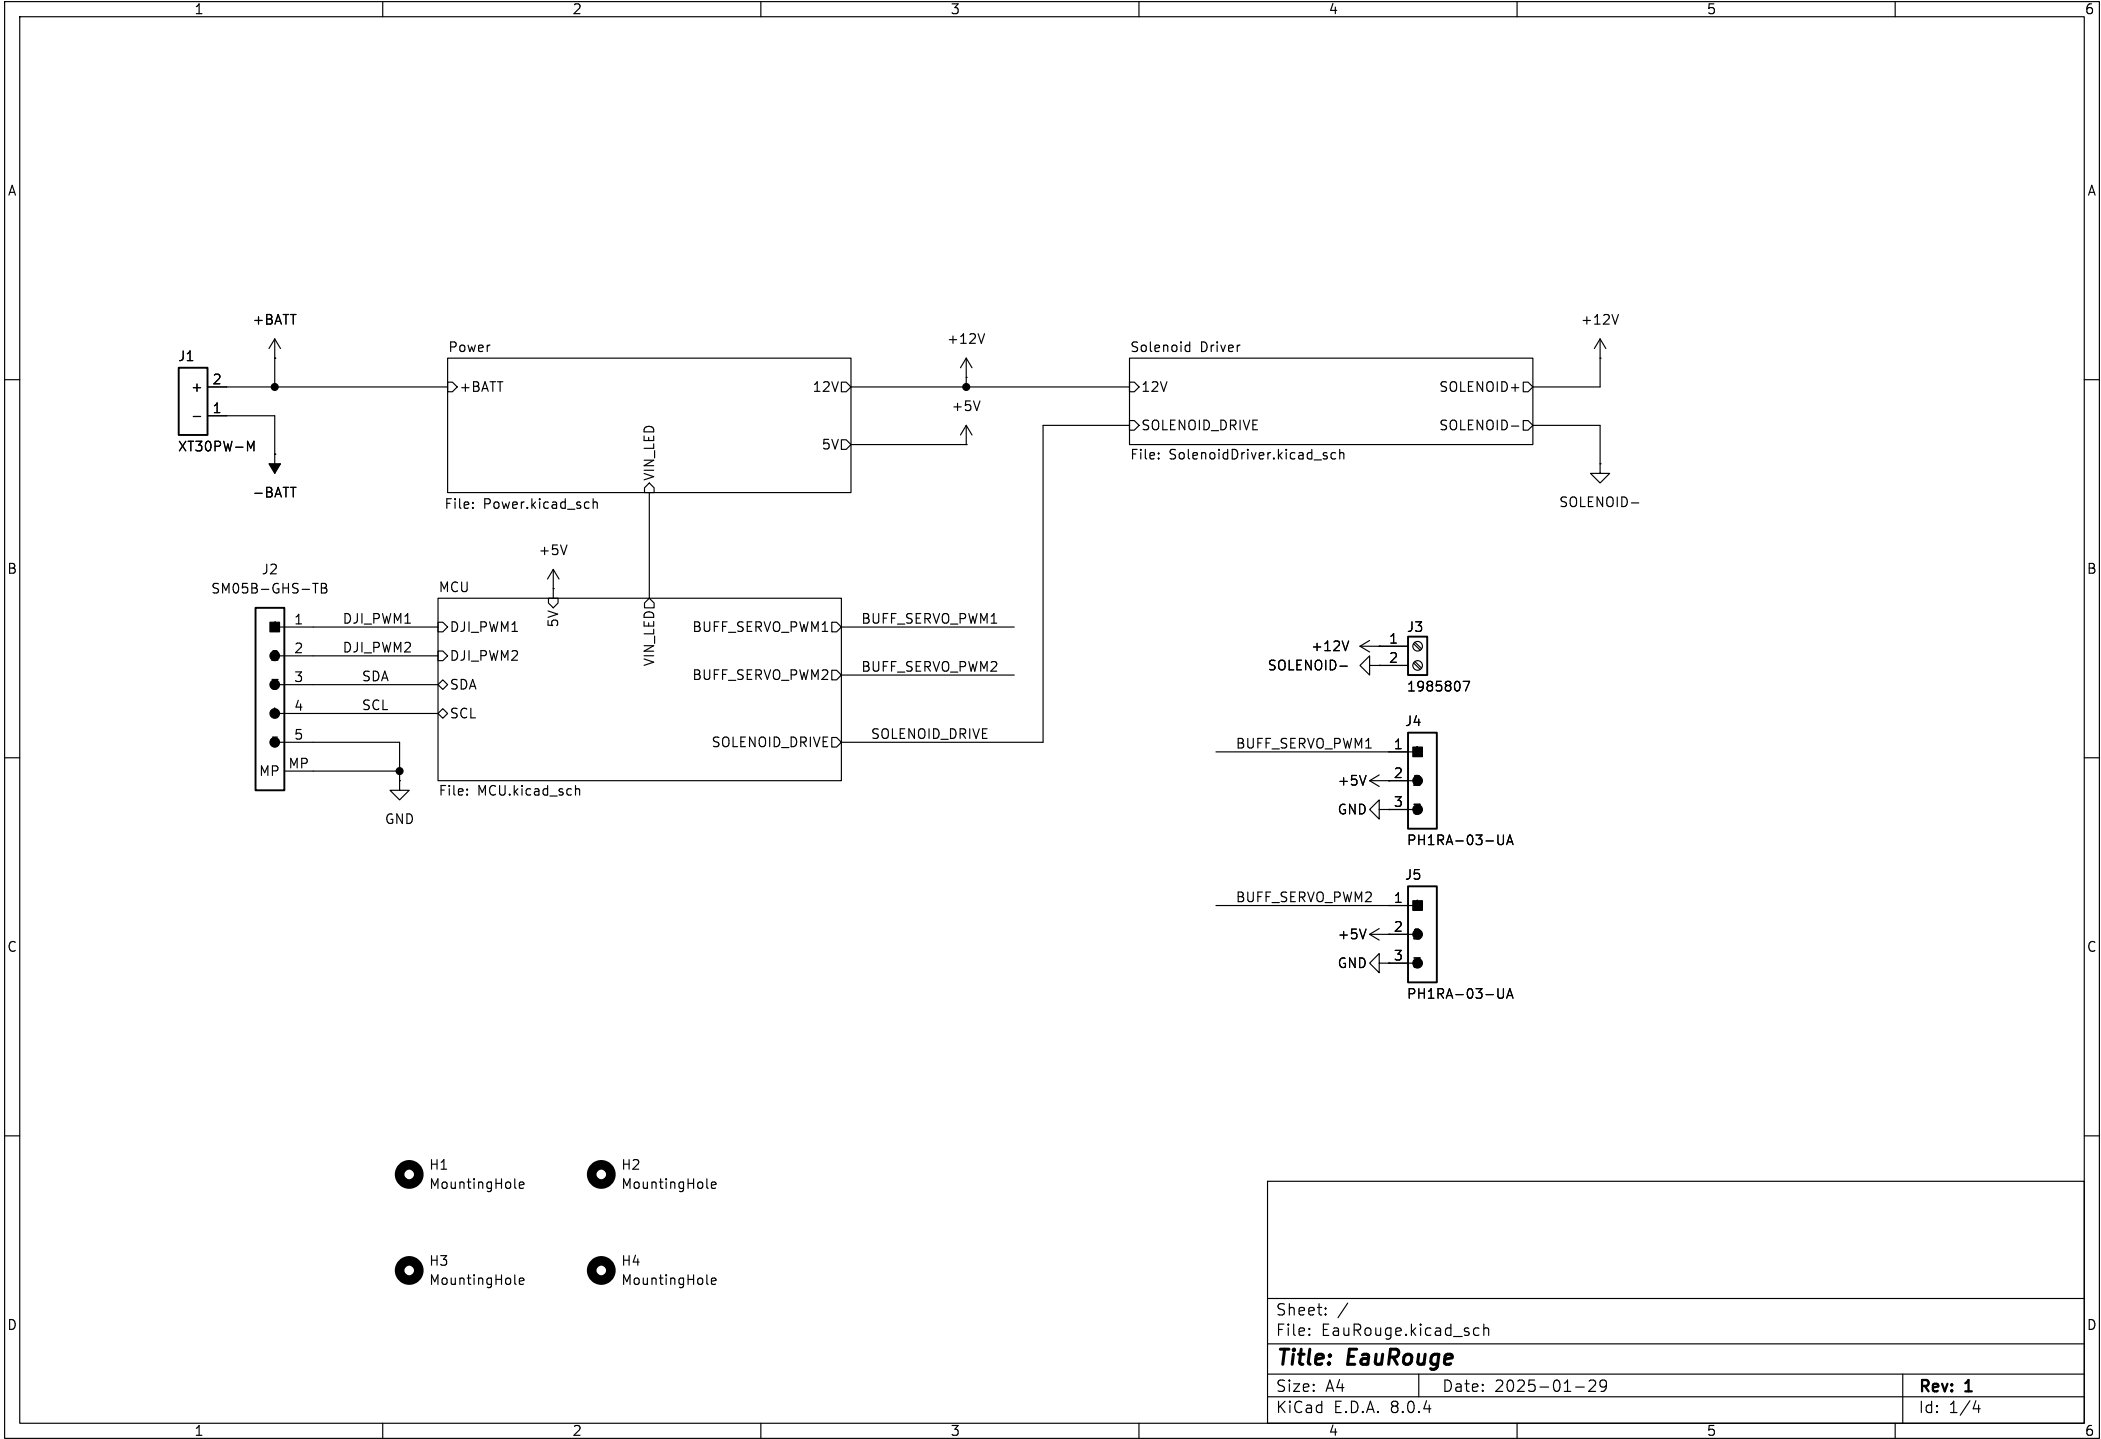 1 2 3 4 5 6
A A
+BATT
J1
2
+
1
-
XT30PW-M
-BATT
Power
+BATT
12V
5V
VIN_LED
File: Power.kicad_sch
+12V
+5V
Solenoid Driver
12V
SOLENOID+
SOLENOID_DRIVE
SOLENOID-
File: SolenoidDriver.kicad_sch
+12V
SOLENOID-
B B
J2
SM05B-GHS-TB
1 DJI_PWM1
2 DJI_PWM2
3 SDA
4 SCL
5
MP MP
GND
+5V
MCU
5V
VIN_LED
DJI_PWM1
DJI_PWM2
SDA
SCL
BUFF_SERVO_PWM1
BUFF_SERVO_PWM2
SOLENOID_DRIVE
File: MCU.kicad_sch
BUFF_SERVO_PWM1
BUFF_SERVO_PWM2
SOLENOID_DRIVE
J3
+12V 1
SOLENOID- 2
1985807
J4
BUFF_SERVO_PWM1 1
+5V 2
GND 3
PH1RA-03-UA
J5
BUFF_SERVO_PWM2 1
+5V 2
GND 3
PH1RA-03-UA
C C
H1
MountingHole
H2
MountingHole
H3
MountingHole
H4
MountingHole
D D
Sheet: /
File: EauRouge.kicad_sch
Title: EauRouge
Size: A4 Date: 2025-01-29 Rev: 1
KiCad E.D.A. 8.0.4 Id: 1/4
1 2 3 4 5 6